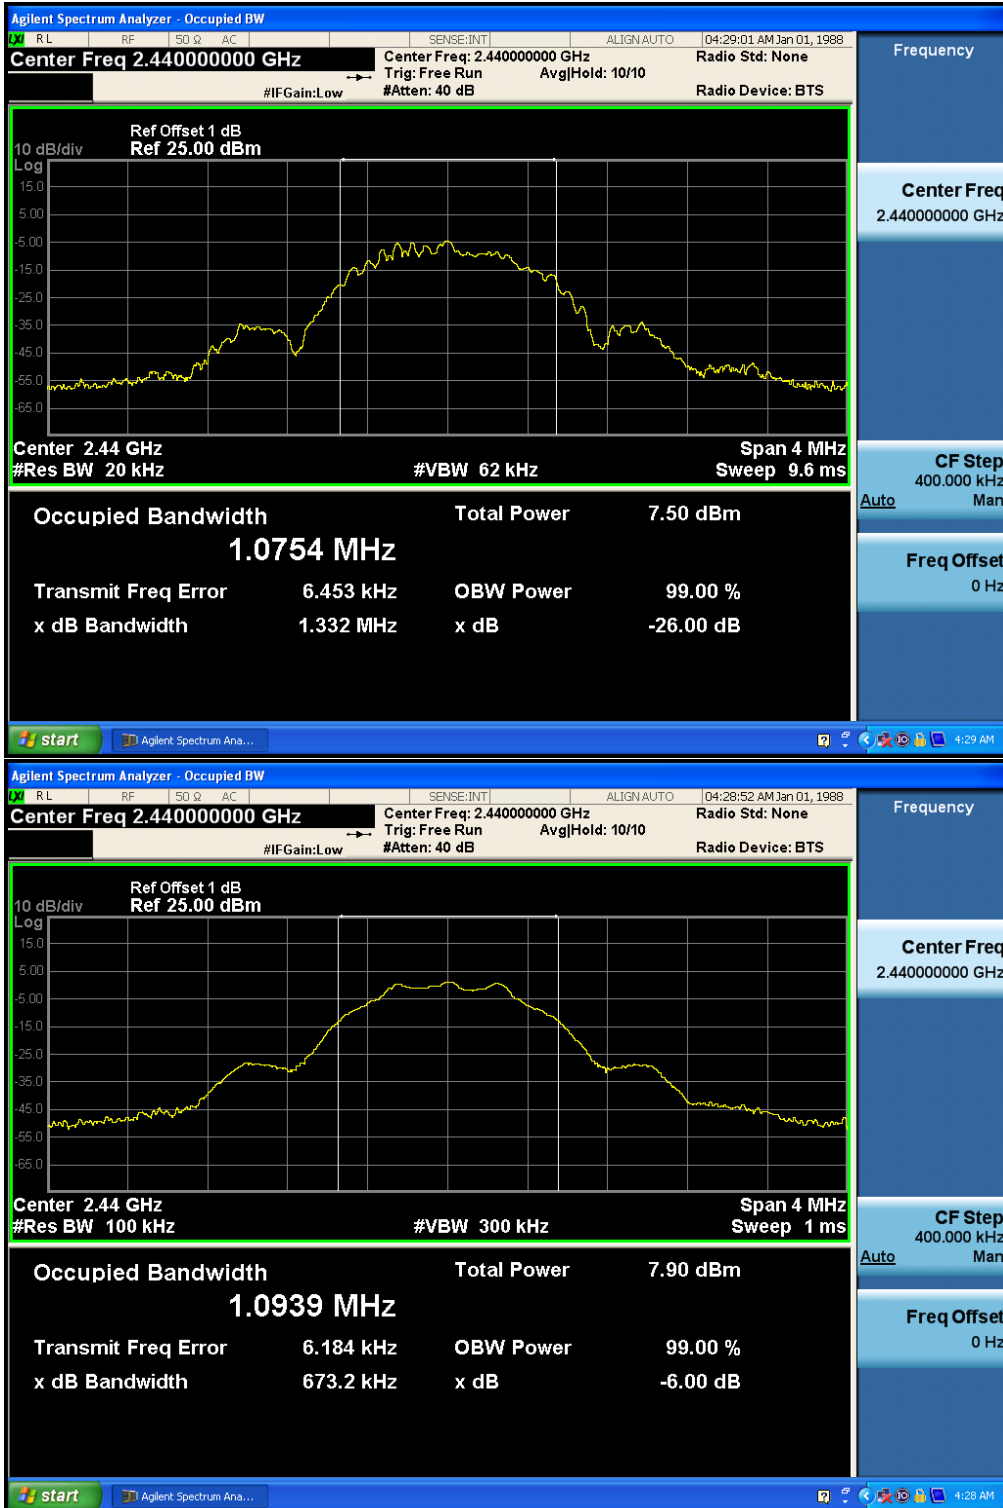 Agilent Spectrum Analyzer - Occupied BW
LXI RL RF 50 Ω AC SENSE:INT ALIGN AUTO 04:29:01 AM Jan 01, 1988
Center Freq 2.440000000 GHz
Center Freq: 2.440000000 GHz
Radio Std: None
Trig: Free Run Avg|Hold: 10/10
#IFGain:Low #Atten: 40 dB
Radio Device: BTS
Frequency
Ref Offset 1 dB
10 dB/div Ref 25.00 dBm
Log
15.0
5.00
-5.00
-15.0
-25.0
-35.0
-45.0
-55.0
-65.0
Center 2.44 GHz Span 4 MHz
#Res BW 20 kHz #VBW 62 kHz Sweep 9.6 ms
Center Freq
2.440000000 GHz
CF Step
400.000 kHz
Auto Man
Freq Offset
0 Hz
Occupied Bandwidth Total Power 7.50 dBm
1.0754 MHz
Transmit Freq Error 6.453 kHz OBW Power 99.00 %
x dB Bandwidth 1.332 MHz x dB -26.00 dB
start Agilent Spectrum Ana... 4:29 AM
Agilent Spectrum Analyzer - Occupied BW
LXI RL RF 50 Ω AC SENSE:INT ALIGN AUTO 04:28:52 AM Jan 01, 1988
Center Freq 2.440000000 GHz
Center Freq: 2.440000000 GHz
Radio Std: None
Trig: Free Run Avg|Hold: 10/10
#IFGain:Low #Atten: 40 dB
Radio Device: BTS
Frequency
Ref Offset 1 dB
10 dB/div Ref 25.00 dBm
Log
15.0
5.00
-5.00
-15.0
-25.0
-35.0
-45.0
-55.0
-65.0
Center 2.44 GHz Span 4 MHz
#Res BW 100 kHz #VBW 300 kHz Sweep 1 ms
Center Freq
2.440000000 GHz
CF Step
400.000 kHz
Auto Man
Freq Offset
0 Hz
Occupied Bandwidth Total Power 7.90 dBm
1.0939 MHz
Transmit Freq Error 6.184 kHz OBW Power 99.00 %
x dB Bandwidth 673.2 kHz x dB -6.00 dB
start Agilent Spectrum Ana... 4:28 AM